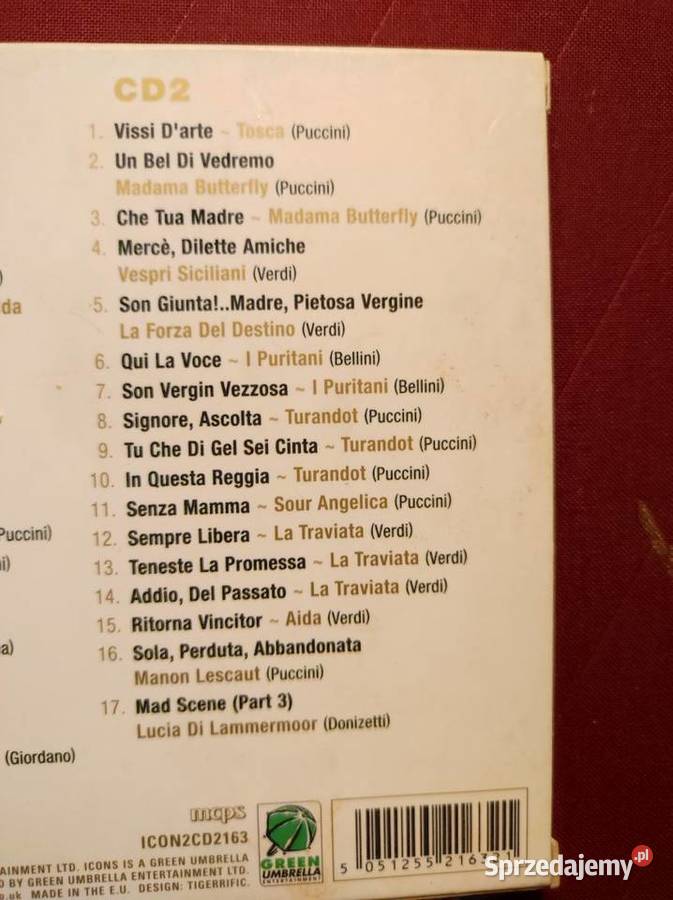 CD2
1. Vissi D'arte ~ Tosca (Puccini)
2. Un Bel Di Vedremo
Madama Butterfly (Puccini)
3. Che Tua Madre ~ Madama Butterfly (Puccini)
4. Mercè, Dilette Amiche
Vespri Siciliani (Verdi)
5. Son Giunta!..Madre, Pietosa Vergine
La Forza Del Destino (Verdi)
6. Qui La Voce ~ I Puritani (Bellini)
7. Son Vergin Vezzosa ~ I Puritani (Bellini)
8. Signore, Ascolta ~ Turandot (Puccini)
9. Tu Che Di Gel Sei Cinta ~ Turandot (Puccini)
10. In Questa Reggia ~ Turandot (Puccini)
11. Senza Mamma ~ Sour Angelica (Puccini)
12. Sempre Libera ~ La Traviata (Verdi)
13. Teneste La Promessa ~ La Traviata (Verdi)
14. Addio, Del Passato ~ La Traviata (Verdi)
15. Ritorna Vincitor ~ Aida (Verdi)
16. Sola, Perduta, Abbandonata
Manon Lescaut (Puccini)
17. Mad Scene (Part 3)
Lucia Di Lammermoor (Donizetti)
Puccini)
(Giordano)
mcps
ICON2CD2163
GREEN
UMBRELLA
ENTERTAINMENT
5 051255 216
TAINMENT LTD. ICONS IS A GREEN UMBRELLA
D BY GREEN UMBRELLA ENTERTAINMENT LTD.
o.uk MADE IN THE E.U. DESIGN: TIGERRIFIC.
Sprzedajemy.pl